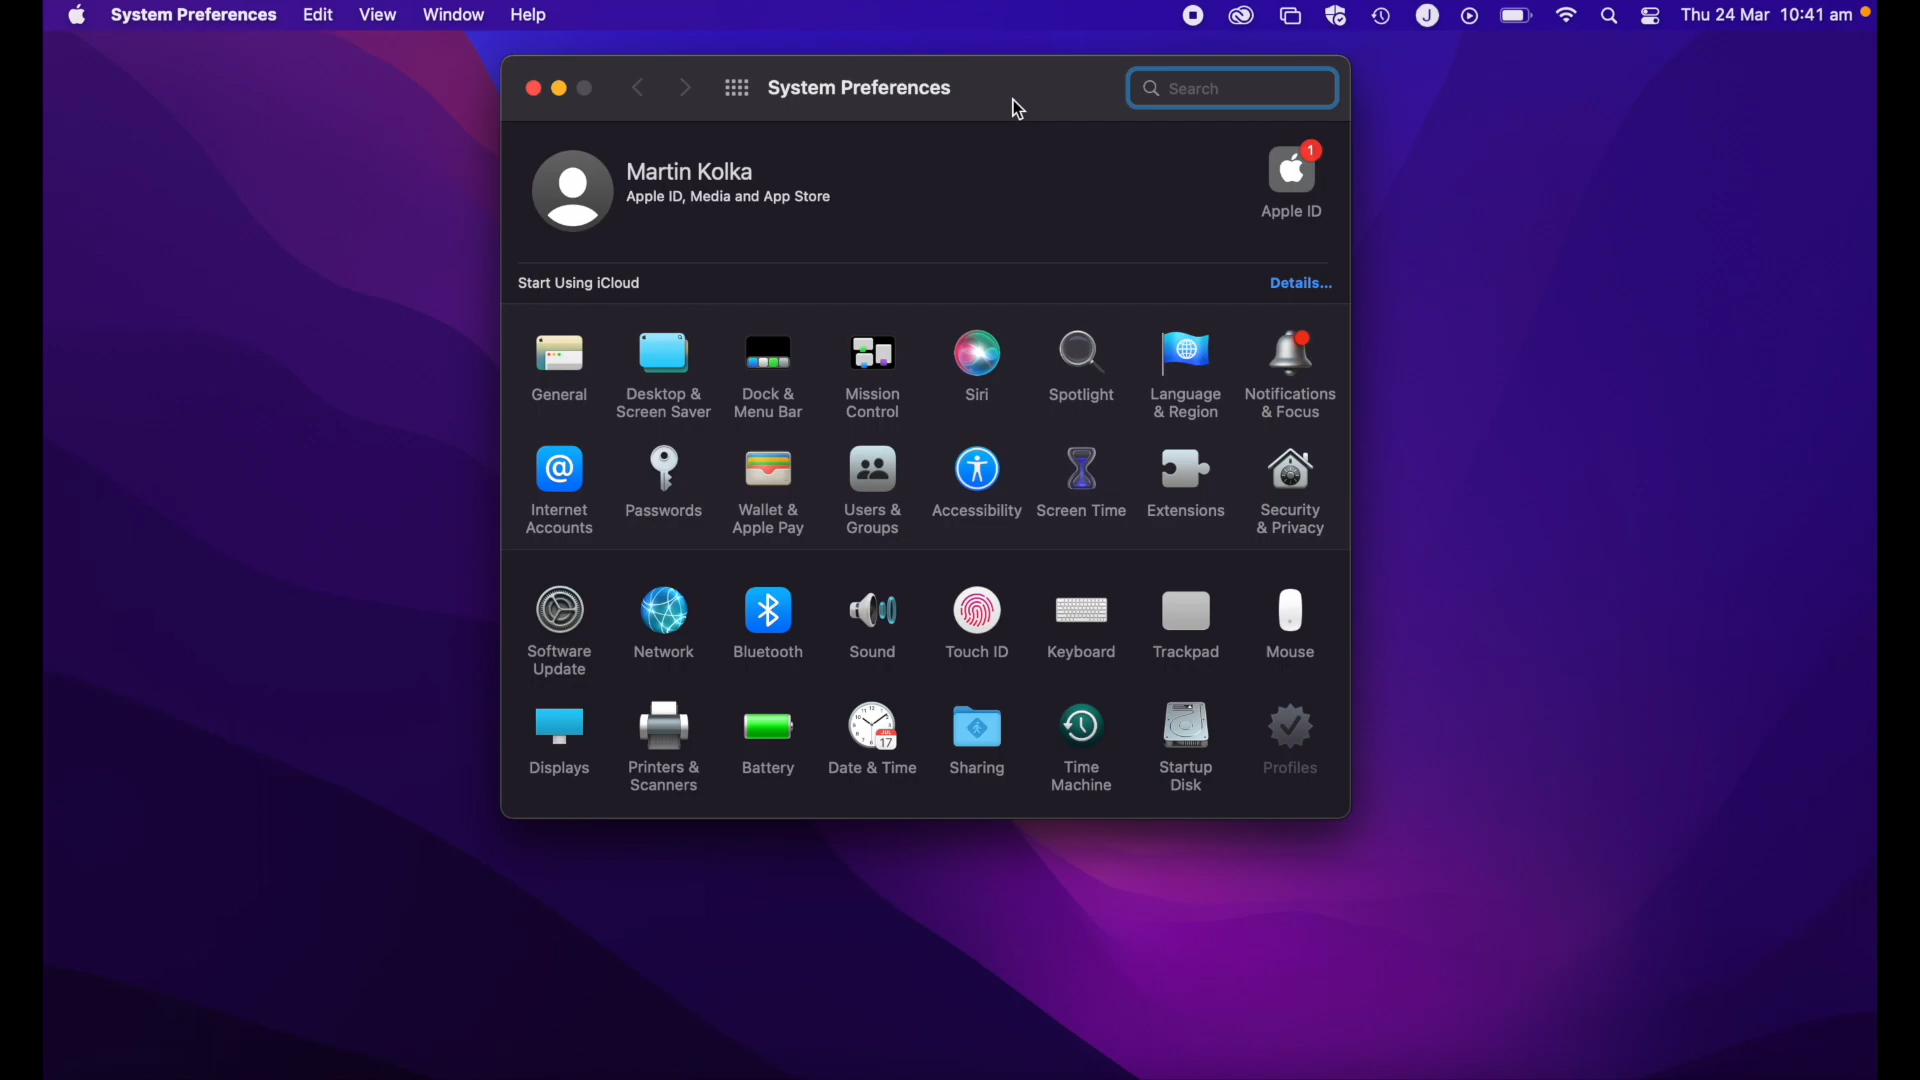 System Preferences Edit View Window Help J Thu 24 Mar 10:41 am
System Preferences
Search
Martin Kolka
Apple ID, Media and App Store
1
Apple ID
Start Using iCloud
Details...
General
Desktop &
Screen Saver
Dock &
Menu Bar
Mission
Control
Siri
Spotlight
Language
& Region
Notifications
& Focus
Internet
Accounts
Passwords
Wallet &
Apple Pay
Users &
Groups
Accessibility
Screen Time
Extensions
Security
& Privacy
Software
Update
Network
Bluetooth
Sound
Touch ID
Keyboard
Trackpad
Mouse
Displays
Printers &
Scanners
Battery
JUL
17
Date & Time
Sharing
Time
Machine
Startup
Disk
Profiles